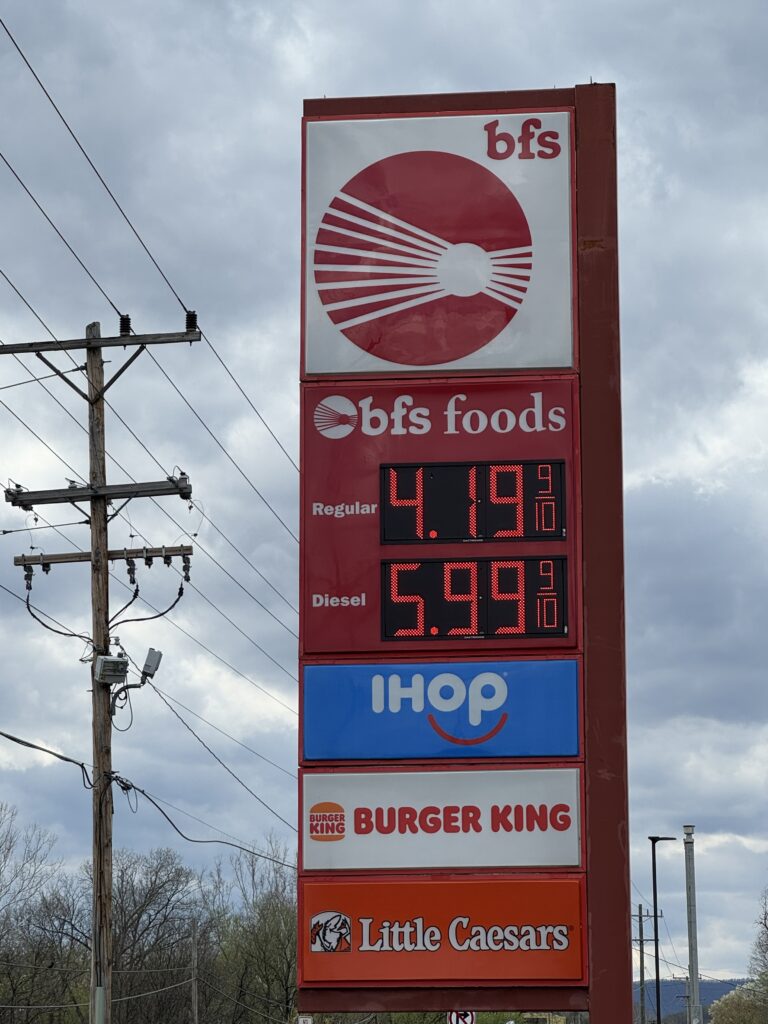 bfs
bfs foods
Regular 4.19 9/10
Diesel 5.99 9/10
IHOP
BURGER KING BURGER KING
Little Caesars